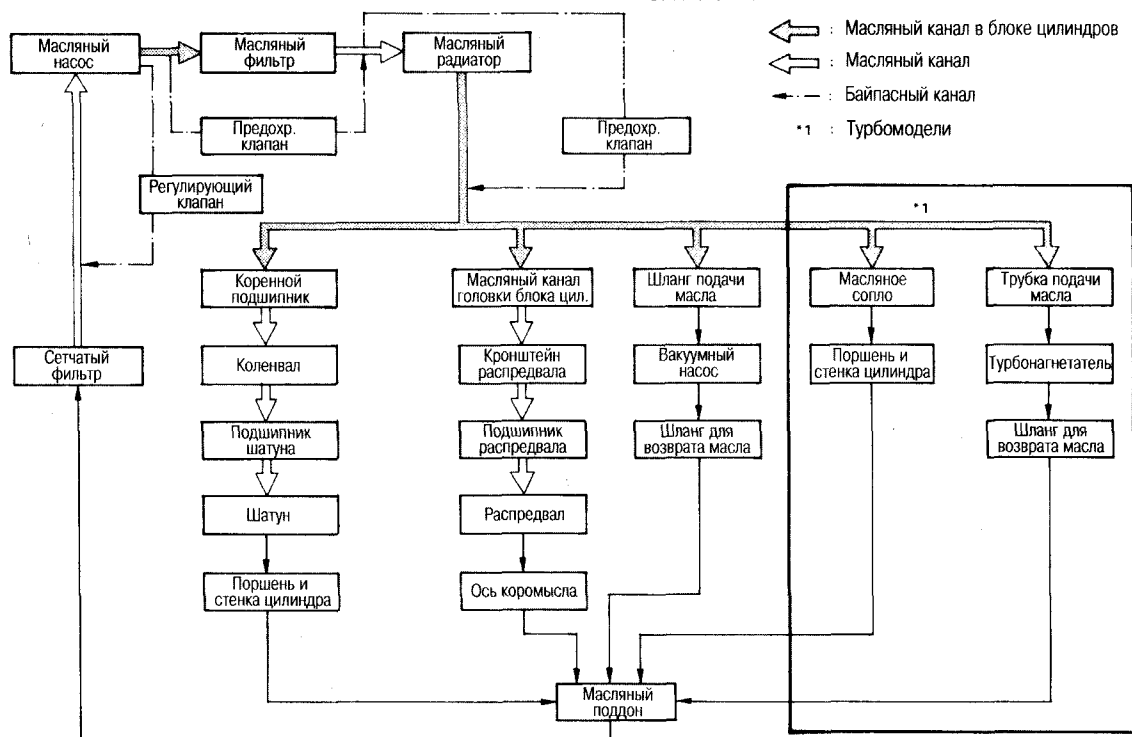 Масляный
насос
Масляный
фильтр
Масляный
радиатор
Предохр.
клапан
Предохр.
клапан
Регулирующий
клапан
: Масляный канал в блоке цилиндров
: Масляный канал
: Байпасный канал
*1 : Турбомодели
*1
Коренной
подшипник
Масляный канал
головки блока цил.
Шланг подачи
масла
Масляное
сопло
Трубка подачи
масла
Сетчатый
фильтр
Коленвал
Кронштейн
распредвала
Вакуумный
насос
Поршень и
стенка цилиндра
Турбонагнетатель
Подшипник
шатуна
Подшипник
распредвала
Шланг для
возврата масла
Шланг для
возврата масла
Шатун
Распредвал
Поршень и
стенка цилиндра
Ось коромысла
Масляный
поддон